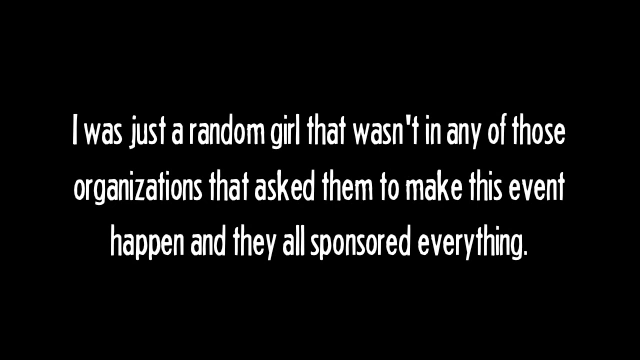 I was just a random girl that wasn't in any of those
organizations that asked them to make this event
happen and they all sponsored everything.